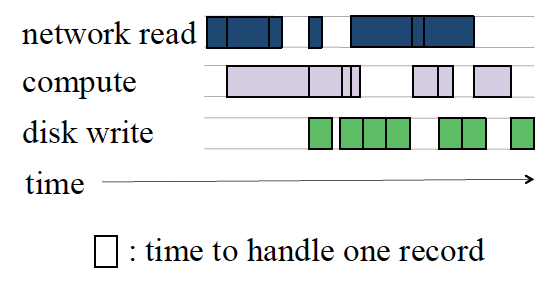 network read
compute
disk write
time
: time to handle one record